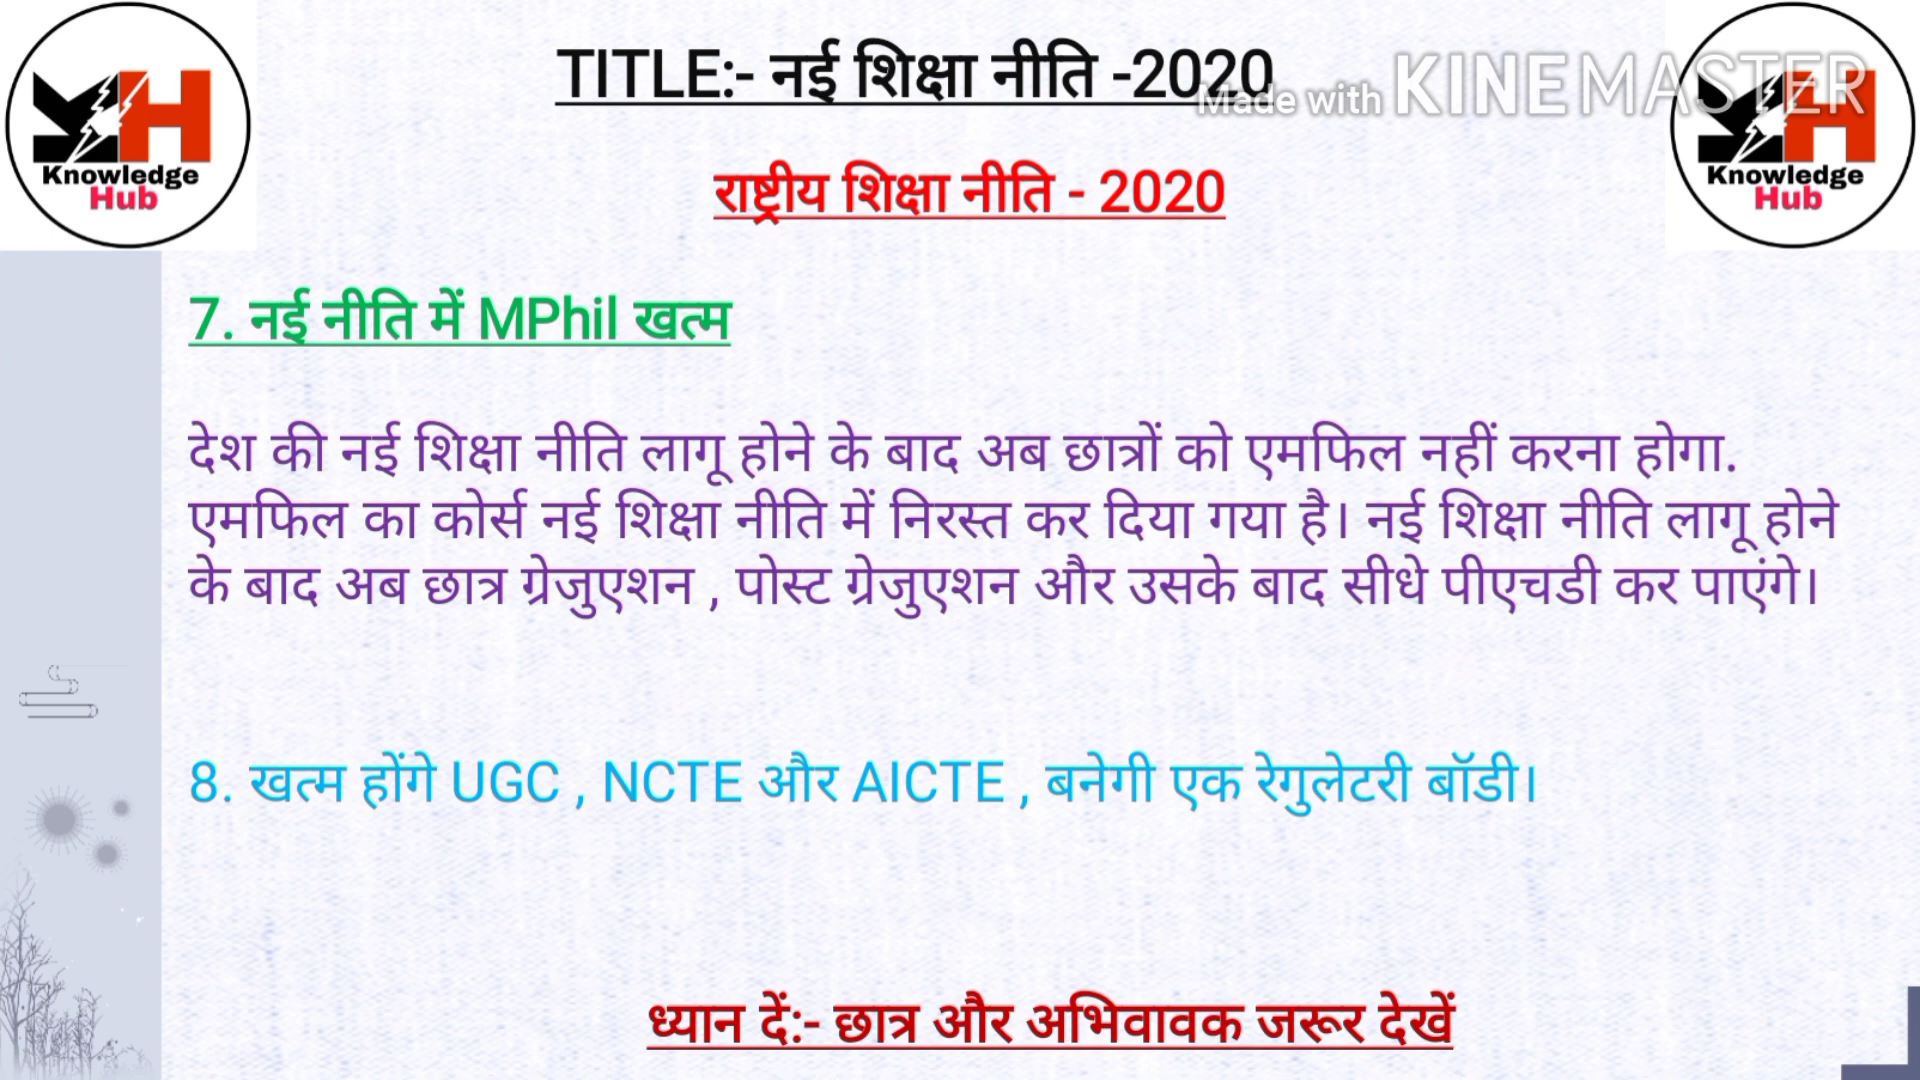 TITLE:- नई शिक्षा नीति -2020
Made with KINEMASTER
Knowledge
Hub
Knowledge
Hub
राष्ट्रीय शिक्षा नीति - 2020
7. नई नीति में MPhil खत्म
देश की नई शिक्षा नीति लागू होने के बाद अब छात्रों को एमफिल नहीं करना होगा.
एमफिल का कोर्स नई शिक्षा नीति में निरस्त कर दिया गया है। नई शिक्षा नीति लागू होने
के बाद अब छात्र ग्रेजुएशन , पोस्ट ग्रेजुएशन और उसके बाद सीधे पीएचडी कर पाएंगे।
8. खत्म होंगे UGC , NCTE और AICTE , बनेगी एक रेगुलेटरी बॉडी।
ध्यान दें:- छात्र और अभिवावक जरूर देखें